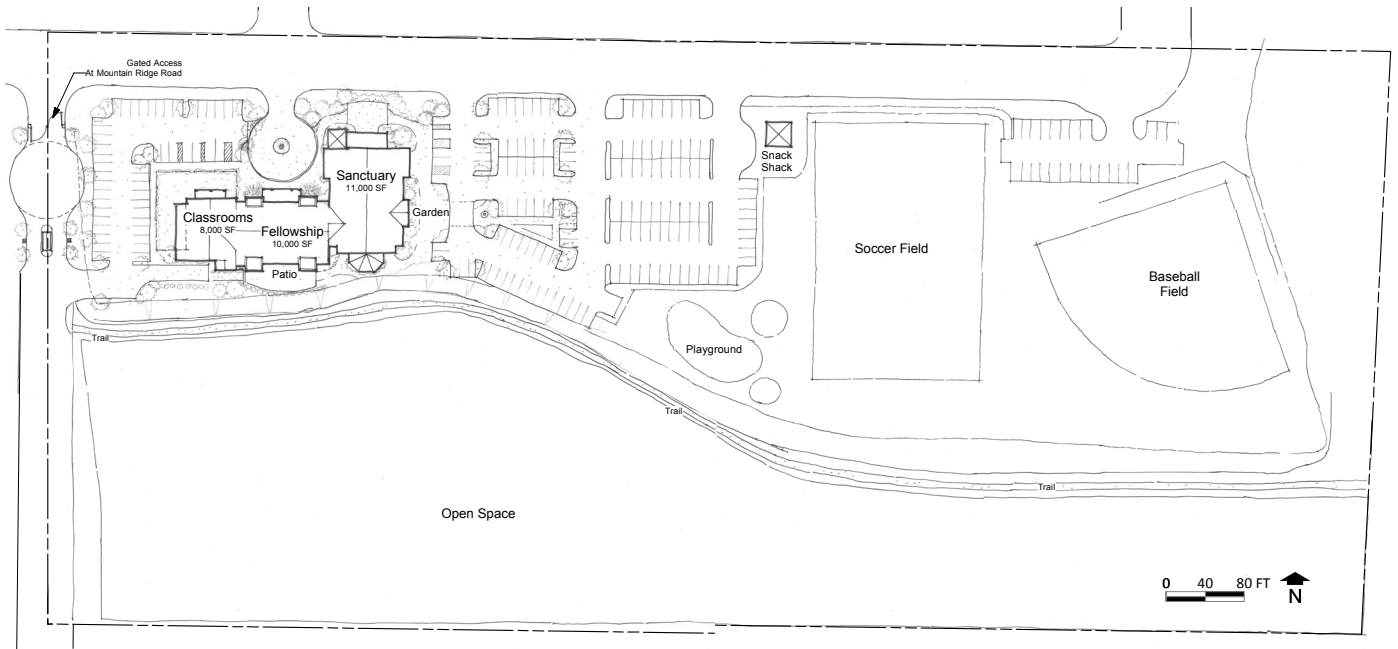 Gated Access
At Mountain Ridge Road
Sanctuary
11,000 SF
Snack
Shack
Classrooms
8,000 SF
Garden
Fellowship
10,000 SF
Patio
Soccer Field
Baseball
Field
Trail
Playground
Trail
Trail
Open Space
0 40 80 FT
N